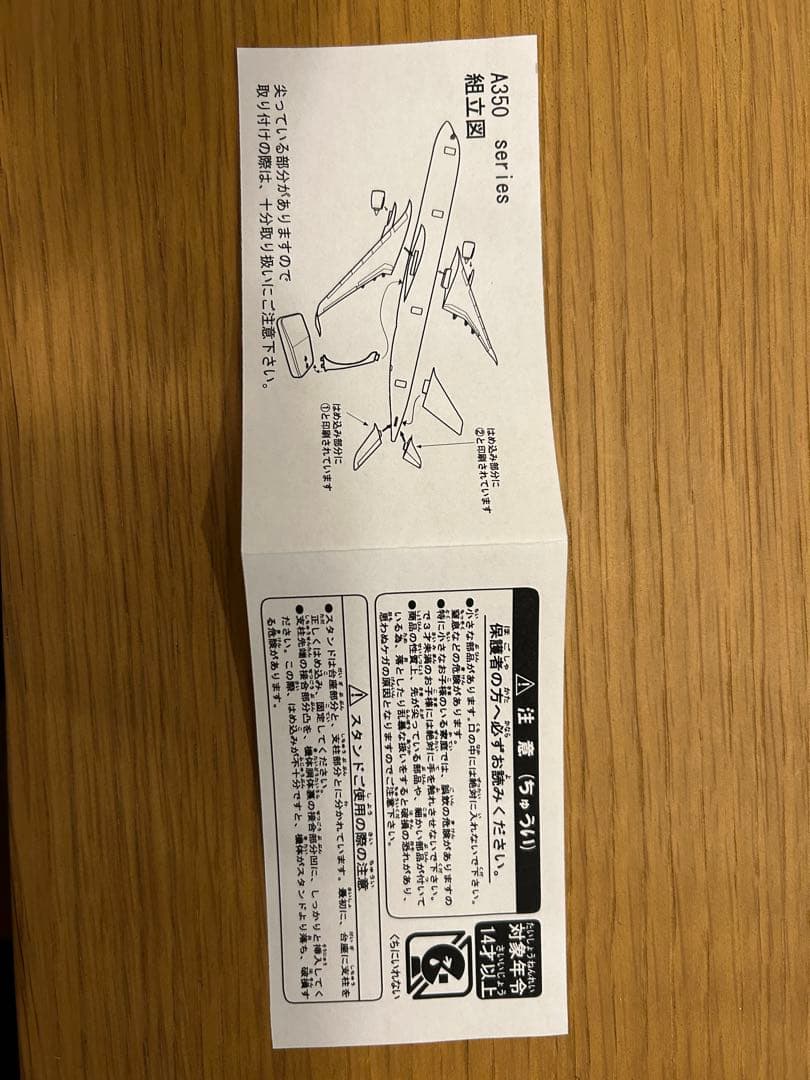 A350 series
組立図
はめ込み部分に
②と印刷されています
はめ込み部分に
①と印刷されています
尖っている部分がありますので
取り付けの際は、十分取り扱いにご注意下さい。
⚠ 注意 (ちゅうい)
保護者の方へ必ずお読みください。
●小さな部品があります。口の中には絶対に入れないで下さい。
窒息などの危険があります。
●特に小さなお子様のいる家庭では、誤飲の危険がありますの
で3才未満のお子様には絶対に手を触れさせないで下さい。
●商品の性質上、先が尖っている部品や、細かい部品が付いて
いる為、落としたり乱暴な扱いをすると破損の恐れがあり、
思わぬケガの原因となりますのでご注意下さい。
対象年令
14才以上
くちにいれない
⚠ スタンドご使用の際の注意
●スタンドは台座部分と、支柱部分とに分かれています。最初に、台座に支柱を
正しくはめ込み、固定してください。
●支柱先端の接合部分凸を、機体胴体裏の接合部分凹に、しっかりと挿入してく
ださい。この際、はめ込みが不十分ですと、機体がスタンドより落ち、破損す
る危険があります。